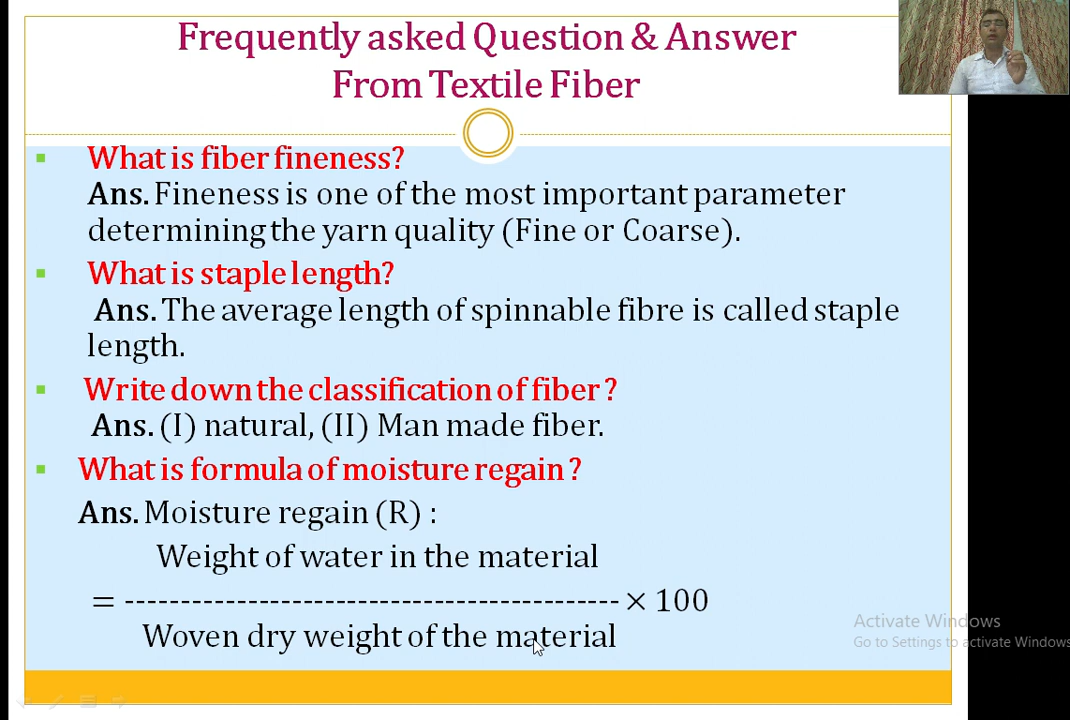 Frequently asked Question & Answer
From Textile Fiber
What is fiber fineness?
Ans. Fineness is one of the most important parameter
determining the yarn quality (Fine or Coarse).
What is staple length?
Ans. The average length of spinnable fibre is called staple
length.
Write down the classification of fiber?
Ans. (I) natural, (II) Man made fiber.
What is formula of moisture regain?
Ans. Moisture regain (R) :
Weight of water in the material
= -------------------------------------------- × 100
Woven dry weight of the material
Activate Windows
Go to Settings to activate Windows